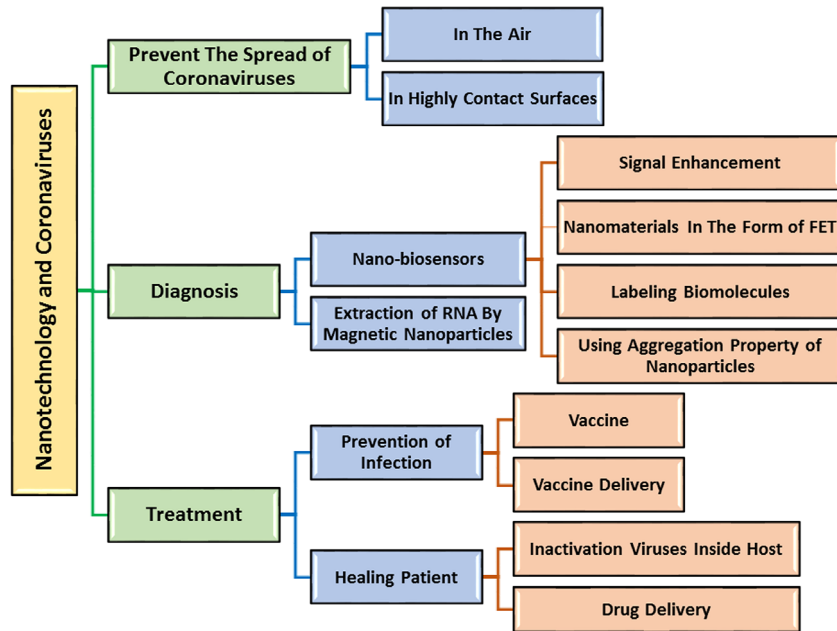 Nanotechnology and Coronaviruses
Prevent The Spread of
Coronaviruses
In The Air
In Highly Contact Surfaces
Diagnosis
Nano-biosensors
Signal Enhancement
Nanomaterials In The Form of FET
Labeling Biomolecules
Using Aggregation Property of
Nanoparticles
Extraction of RNA By
Magnetic Nanoparticles
Treatment
Prevention of
Infection
Vaccine
Vaccine Delivery
Healing Patient
Inactivation Viruses Inside Host
Drug Delivery